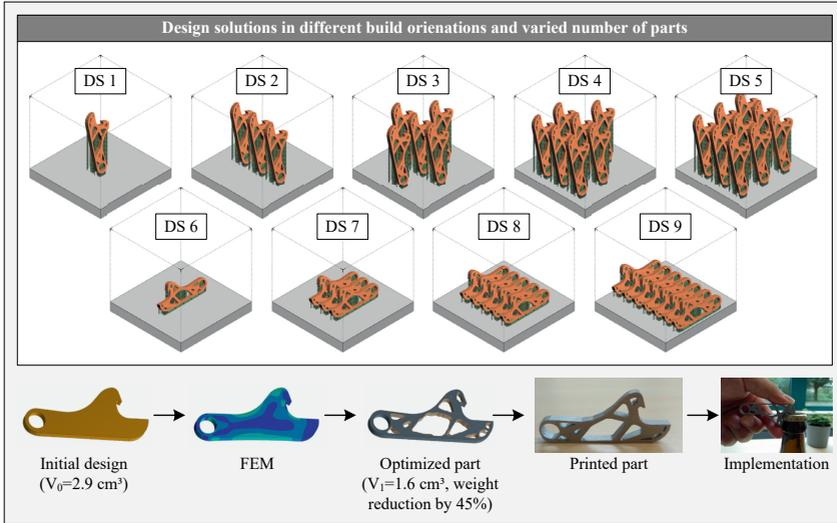 Design solutions in different build orienations and varied number of parts
DS 1
DS 2
DS 3
DS 4
DS 5
DS 6
DS 7
DS 8
DS 9
Initial design
(V₀=2.9 cm³)
FEM
Optimized part
(V₁=1.6 cm³, weight
reduction by 45%)
Printed part
Implementation